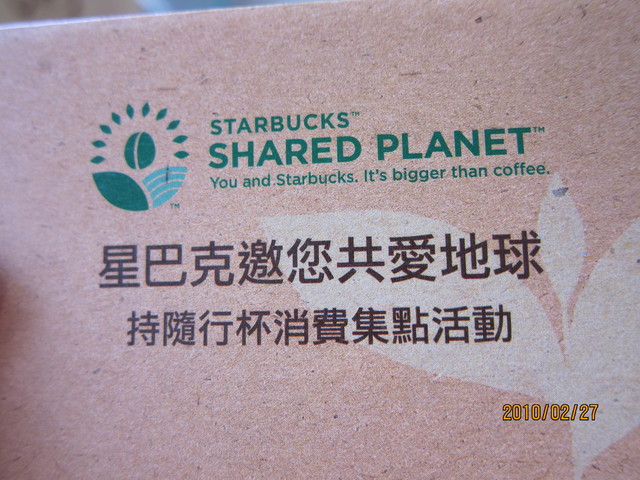 STARBUCKS™
SHARED PLANET™
You and Starbucks. It's bigger than coffee.
TM
星巴克邀您共愛地球
持隨行杯消費集點活動
2010/02/27